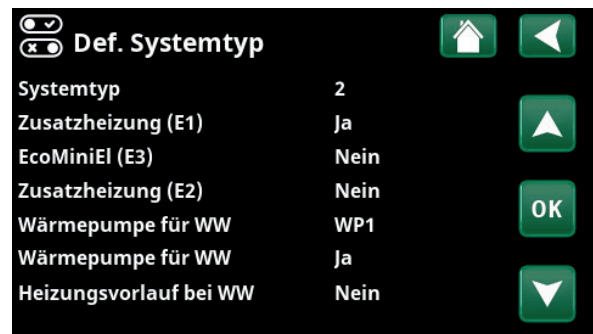 Def. Systemtyp
Systemtyp 2
Zusatzheizung (E1) Ja
EcoMiniEl (E3) Nein
Zusatzheizung (E2) Nein
OK
Wärmepumpe für WW WP1
Wärmepumpe für WW Ja
Heizungsvorlauf bei WW Nein